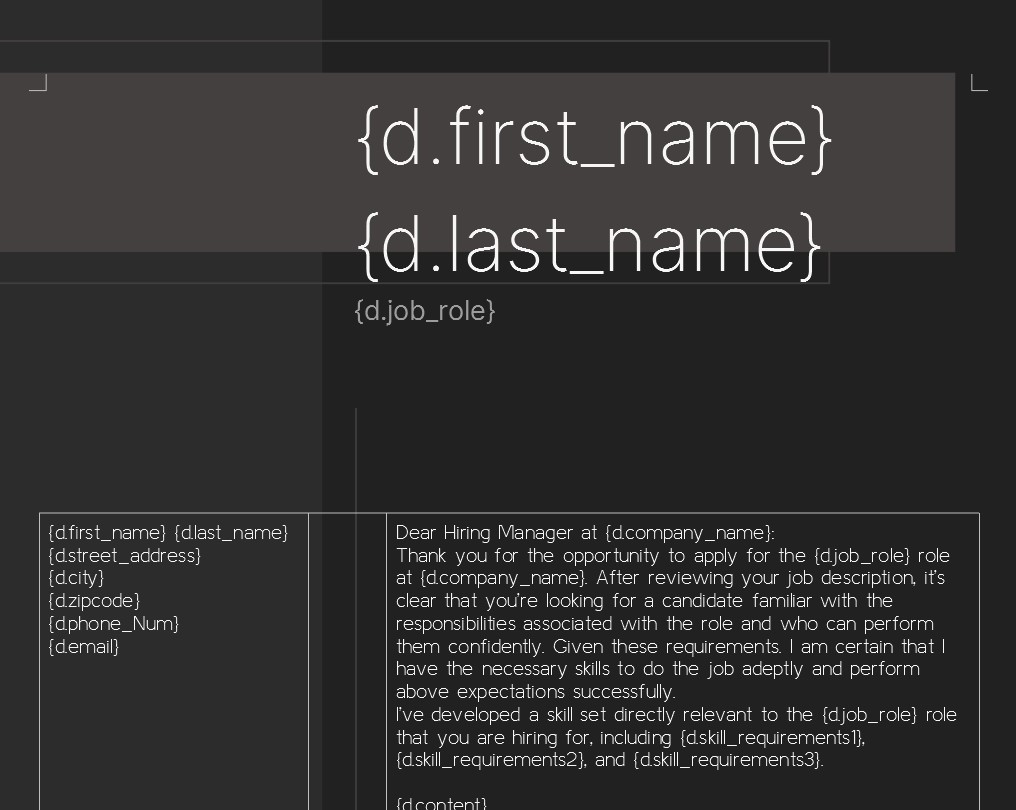 {d.first_name}
{d.last_name}
{d.job_role}
{d.first_name} {d.last_name}
{d.street_address}
{d.city}
{d.zipcode}
{d.phone_Num}
{d.email}
Dear Hiring Manager at {d.company_name}:
Thank you for the opportunity to apply for the {d.job_role} role
at {d.company_name}. After reviewing your job description, it's
clear that you're looking for a candidate familiar with the
responsibilities associated with the role and who can perform
them confidently. Given these requirements. I am certain that I
have the necessary skills to do the job adeptly and perform
above expectations successfully.
I've developed a skill set directly relevant to the {d.job_role} role
that you are hiring for, including {d.skill_requirements1},
{d.skill_requirements2}, and {d.skill_requirements3}.
{d.content}